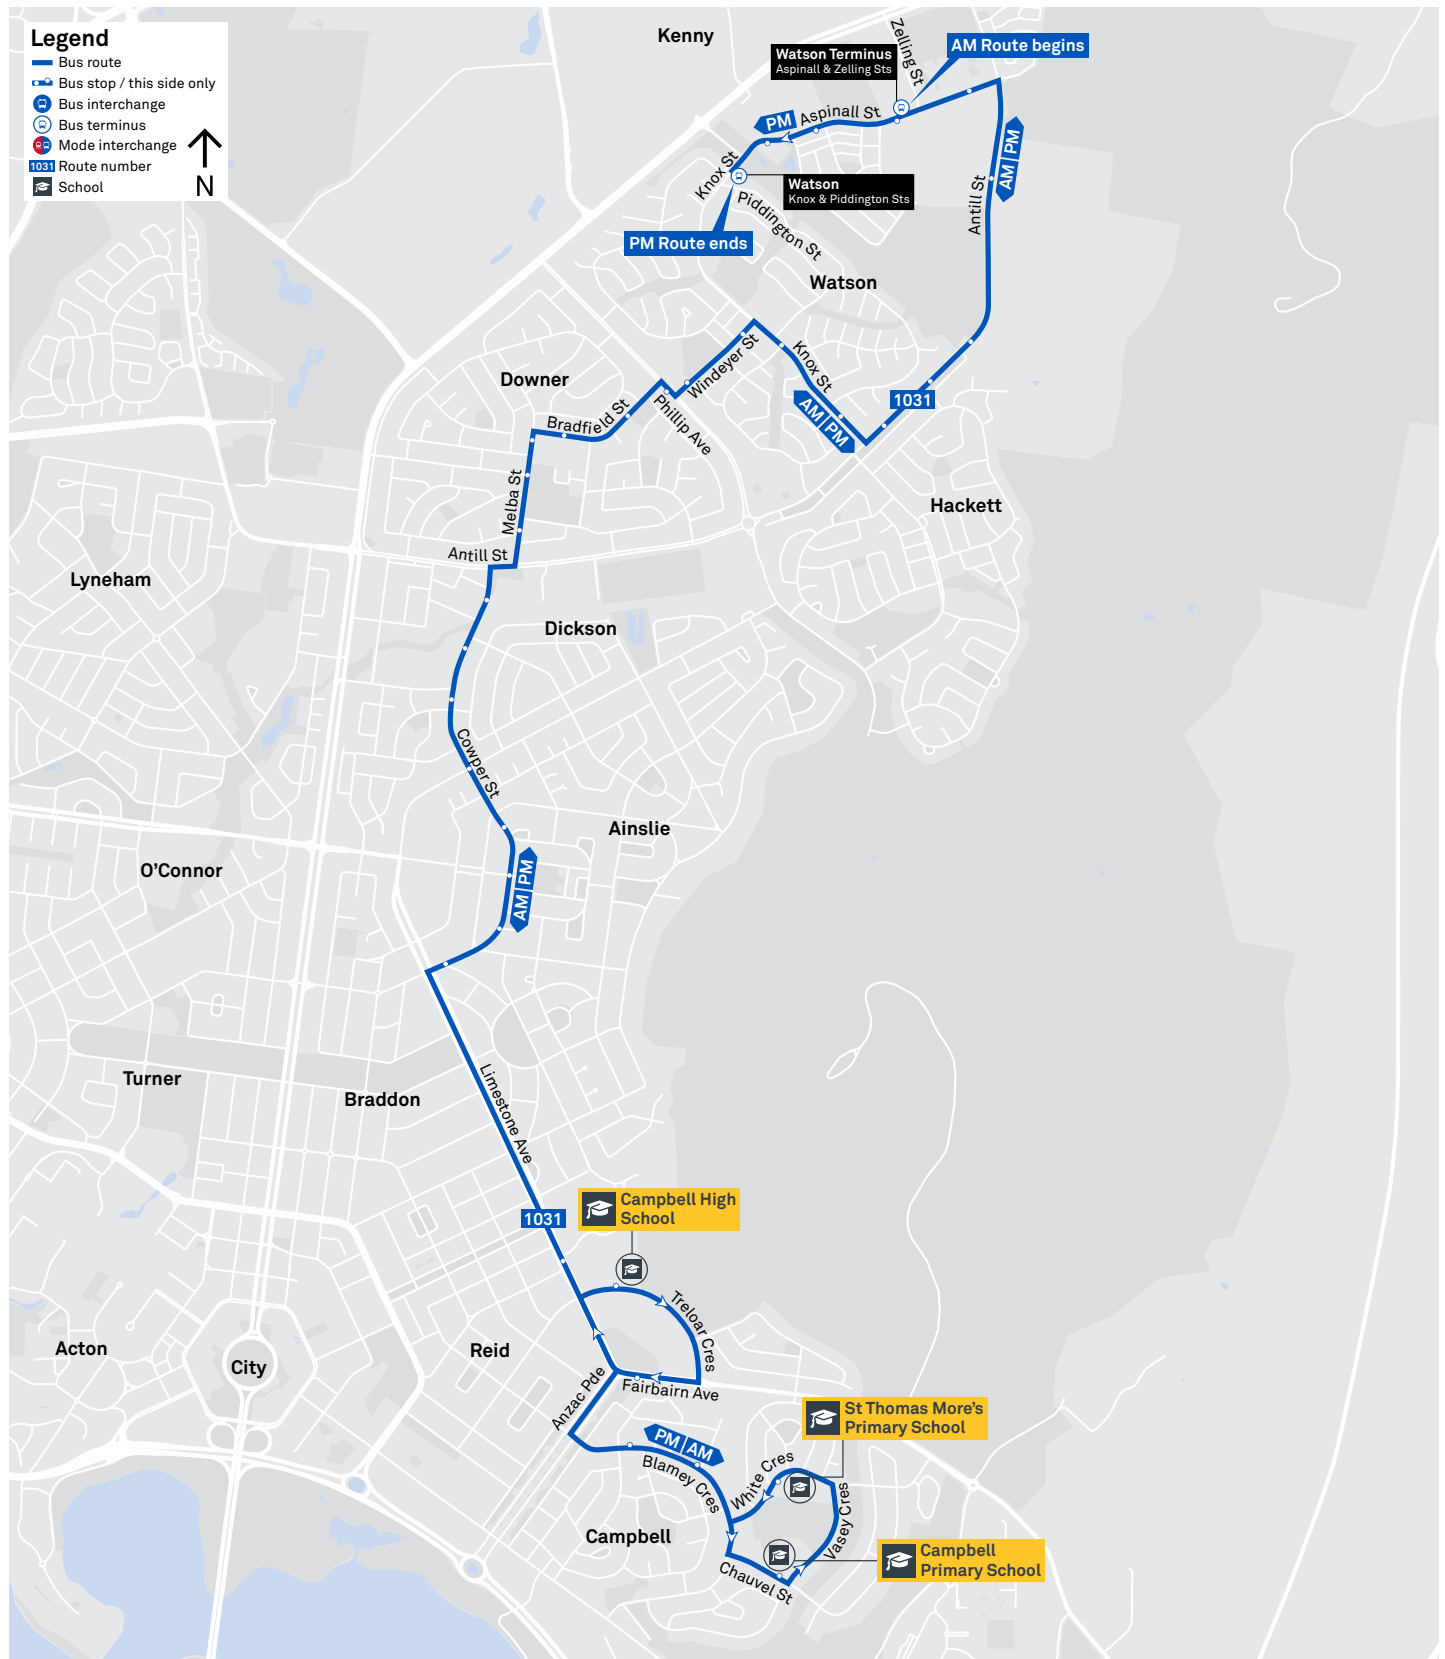 Legend
Bus route
Bus stop / this side only
Bus interchange
Bus terminus
Mode interchange
1031 Route number
School
N
Kenny
Zelling St
Watson Terminus
Aspinall & Zelling Sts
AM Route begins
PM
Aspinall St
AM | PM
Knox St
Watson
Knox & Piddington Sts
Piddington St
Antill St
PM Route ends
Watson
Windeyer St
Knox St
Downer
1031
AM | PM
Bradfield St
Phillip Ave
Melba St
Hackett
Antill St
Lyneham
Dickson
Cowper St
Ainslie
O'Connor
AM | PM
Turner
Braddon
Limestone Ave
1031
Campbell High
School
Treloar Cres
Acton
City
Reid
Fairbairn Ave
Anzac Pde
St Thomas More's
Primary School
PM | AM
Blamey Cres
White Cres
Vasey Cres
Campbell
Campbell
Primary School
Chauvel St